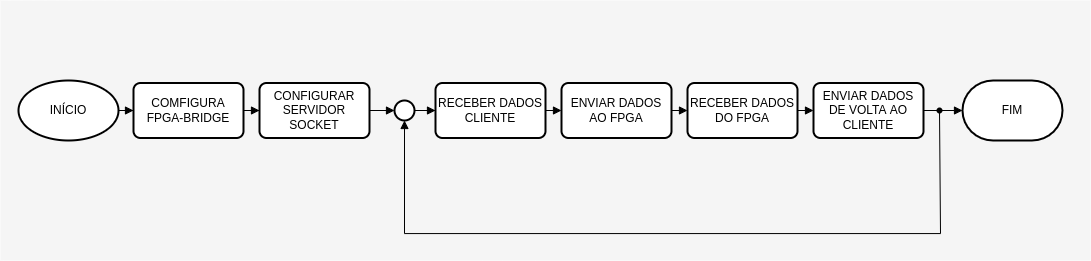 INÍCIO
COMFIGURA
FPGA-BRIDGE
CONFIGURAR
SERVIDOR
SOCKET
RECEBER DADOS
CLIENTE
ENVIAR DADOS
AO FPGA
RECEBER DADOS
DO FPGA
ENVIAR DADOS
DE VOLTA AO
CLIENTE
FIM